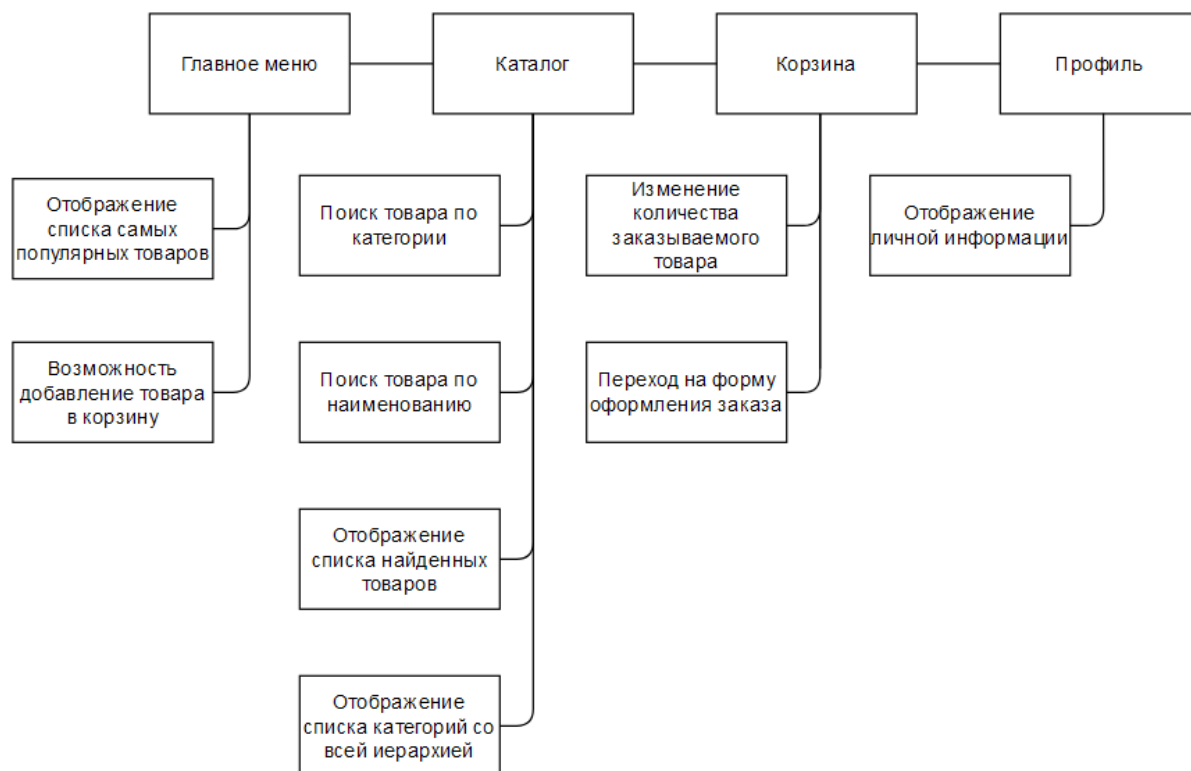 Главное меню
Каталог
Корзина
Профиль
Отображение
списка самых
популярных товаров
Поиск товара по
категории
Изменение
количества
заказываемого
товара
Отображение
личной информации
Возможность
добавление товара
в корзину
Поиск товара по
наименованию
Переход на форму
оформления заказа
Отображение
списка найденных
товаров
Отображение
списка категорий со
всей иерархией